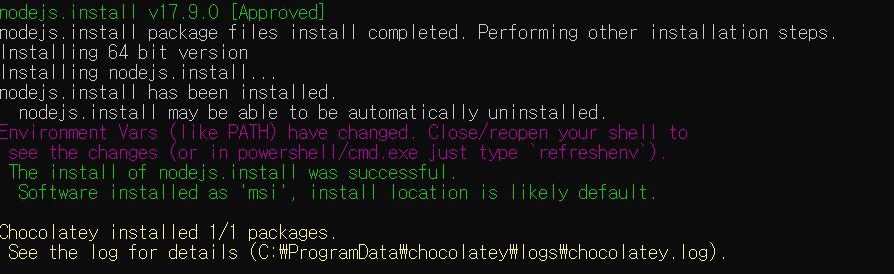 nodejs.install v17.9.0 [Approved]
nodejs.install package files install completed. Performing other installation steps.
Installing 64 bit version
Installing nodejs.install...
nodejs.install has been installed.
  nodejs.install may be able to be automatically uninstalled.
Environment Vars (like PATH) have changed. Close/reopen your shell to
 see the changes (or in powershell/cmd.exe just type `refreshenv`).
 The install of nodejs.install was successful.
  Software installed as 'msi', install location is likely default.
Chocolatey installed 1/1 packages.
 See the log for details (C:₩ProgramData₩chocolatey₩logs₩chocolatey.log).